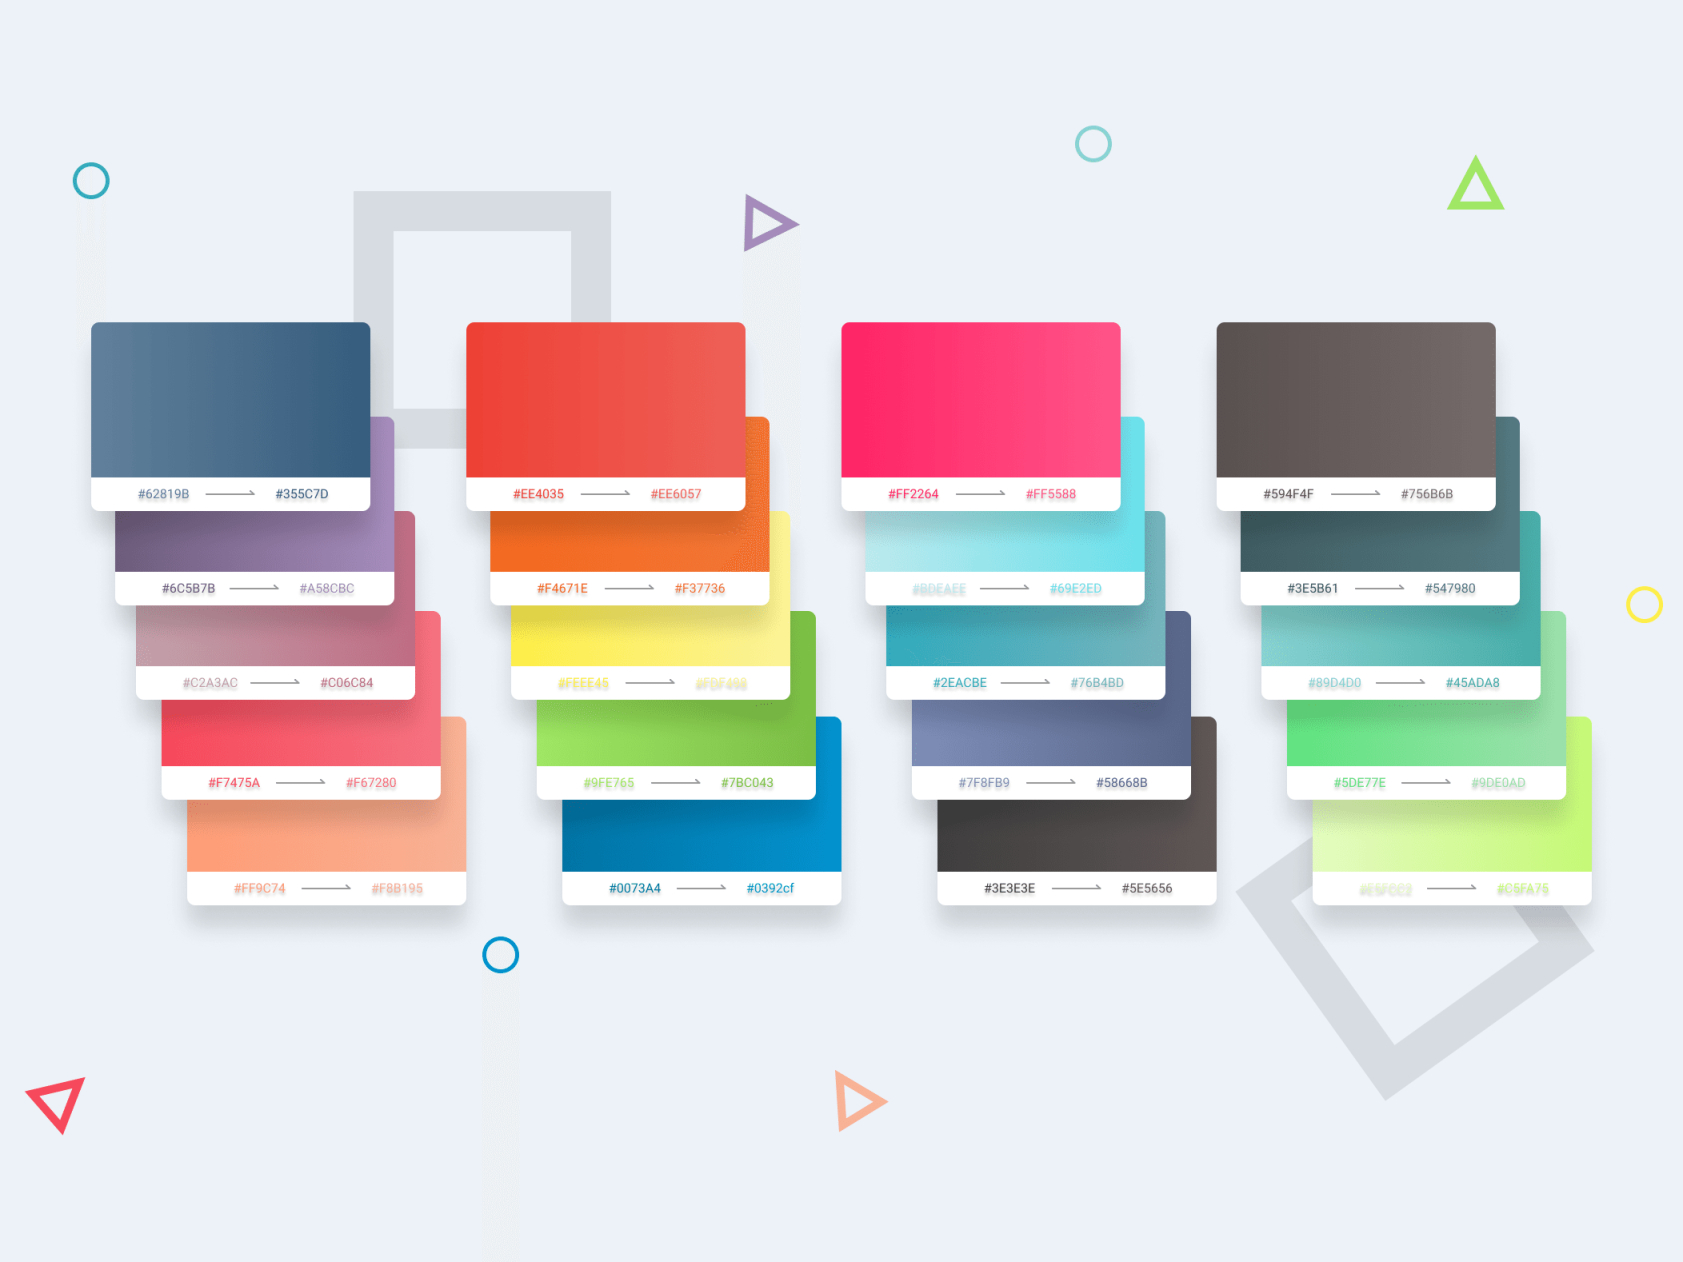 #62819B #355C7D
#6C5B7B #A58CBC
#C2A3AC #C06C84
#F7475A #F67280
#FF9C74 #F8B195
#EE4035 #EE6057
#F4671E #F37736
#FEEE45 #FDF498
#9FE765 #7BC043
#0073A4 #0392cf
#FF2264 #FF5588
#BDEAEE #69E2ED
#2EACBE #76B4BD
#7F8FB9 #58668B
#3E3E3E #5E5656
#594F4F #756B6B
#3E5B61 #547980
#89D4D0 #45ADA8
#5DE77E #9DE0AD
#C5FA75